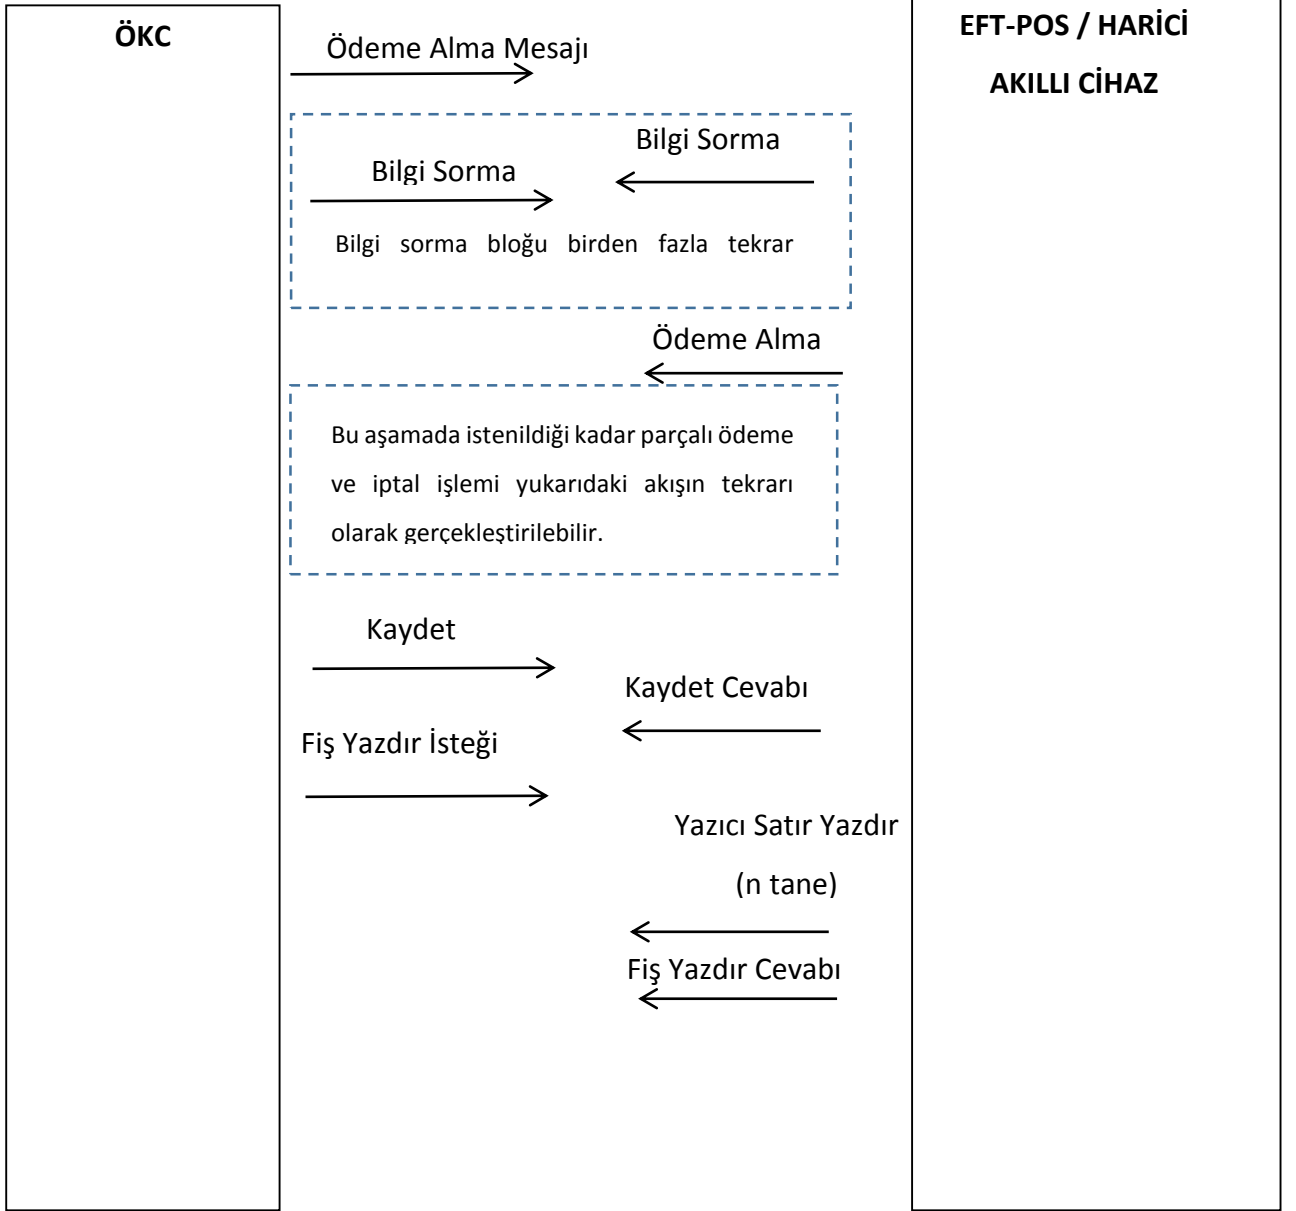 ÖKC
EFT-POS / HARİCİ
AKILLI CİHAZ
Ödeme Alma Mesajı
Bilgi Sorma
Bilgi Sorma
Bilgi sorma bloğu birden fazla tekrar
Ödeme Alma
Bu aşamada istenildiği kadar parçalı ödeme
ve iptal işlemi yukarıdaki akışın tekrarı
olarak gerçekleştirilebilir.
Kaydet
Kaydet Cevabı
Fiş Yazdır İsteği
Yazıcı Satır Yazdır
(n tane)
Fiş Yazdır Cevabı